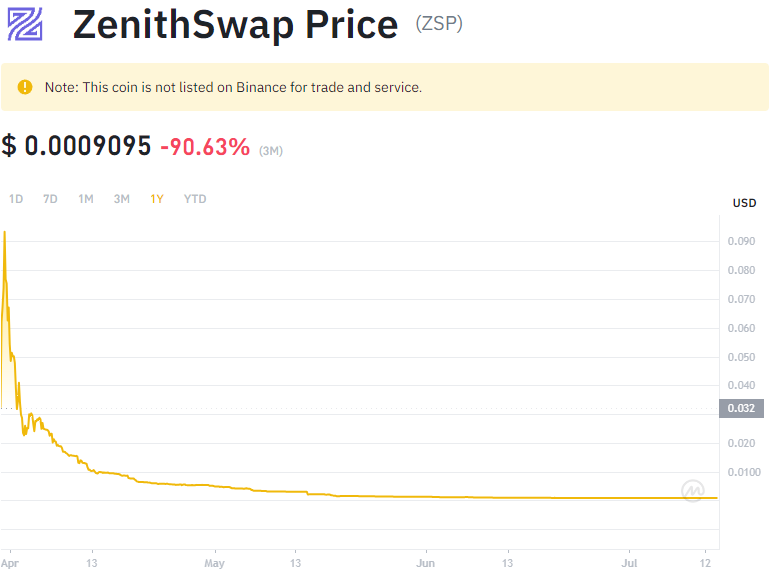 ZenithSwap Price (ZSP)
Note: This coin is not listed on Binance for trade and service.
$ 0.0009095 -90.63% (3M)
1D 7D 1M 3M 1Y YTD
USD
0.090
0.080
0.070
0.060
0.050
0.040
0.032
0.020
0.0100
Apr 13 May 13 Jun 13 Jul 12